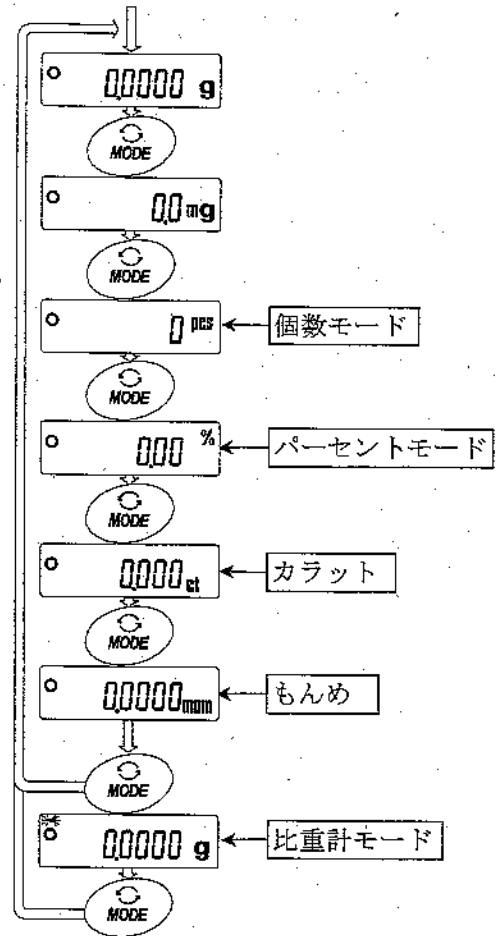 0.0000 g
MODE
0.0 mg
MODE
0 pcs
個数モード
MODE
0.00 %
パーセントモード
MODE
0.000 ct
カラット
MODE
0.0000 mom
もんめ
MODE
0.0000 g
比重計モード
MODE